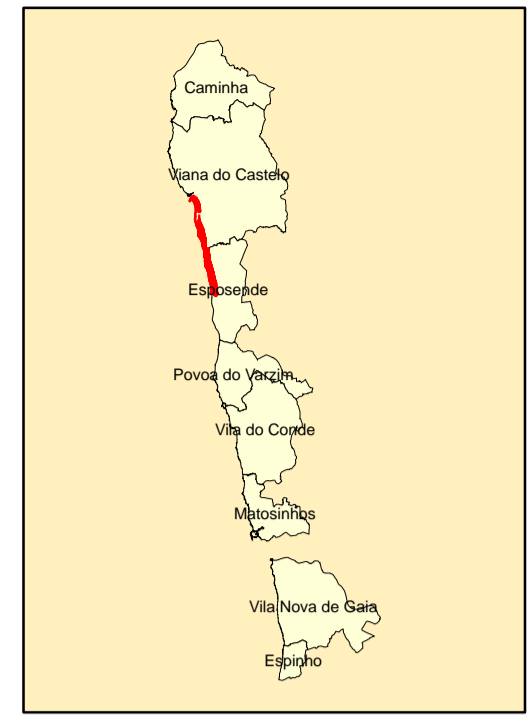 Caminha
Viana do Castelo
Esposende
Povoa do Varzim
Vila do Conde
Matosinhos
Vila Nova de Gaia
Espinho